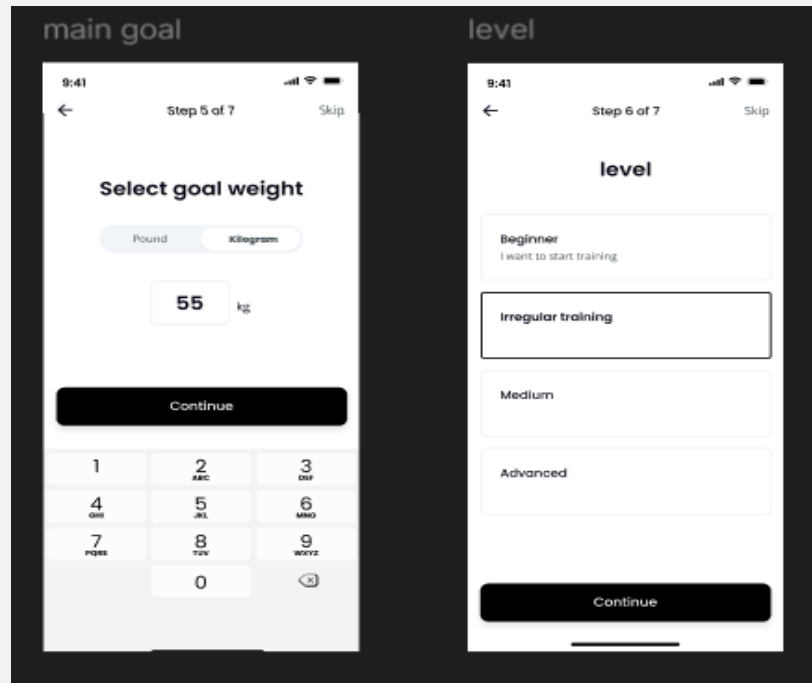 main goal
9:41
Step 5 of 7
Skip
Select goal weight
Pound
Kilogram
55
kg
Continue
1
2
ABC
3
DEF
4
GHI
5
JKL
6
MNO
7
PQRS
8
TUV
9
WXYZ
0
level
9:41
Step 6 of 7
Skip
level
Beginner
I want to start training
Irregular training
Medium
Advanced
Continue